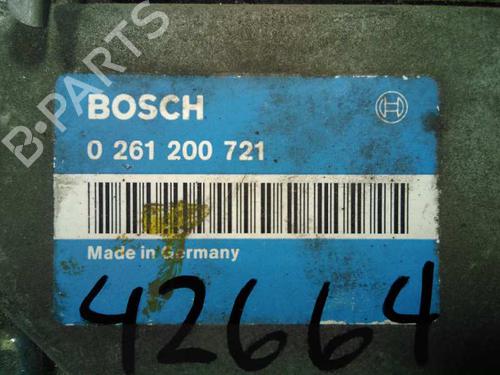 B-PARTS
BOSCH
0 261 200 721
Made in Germany
42664